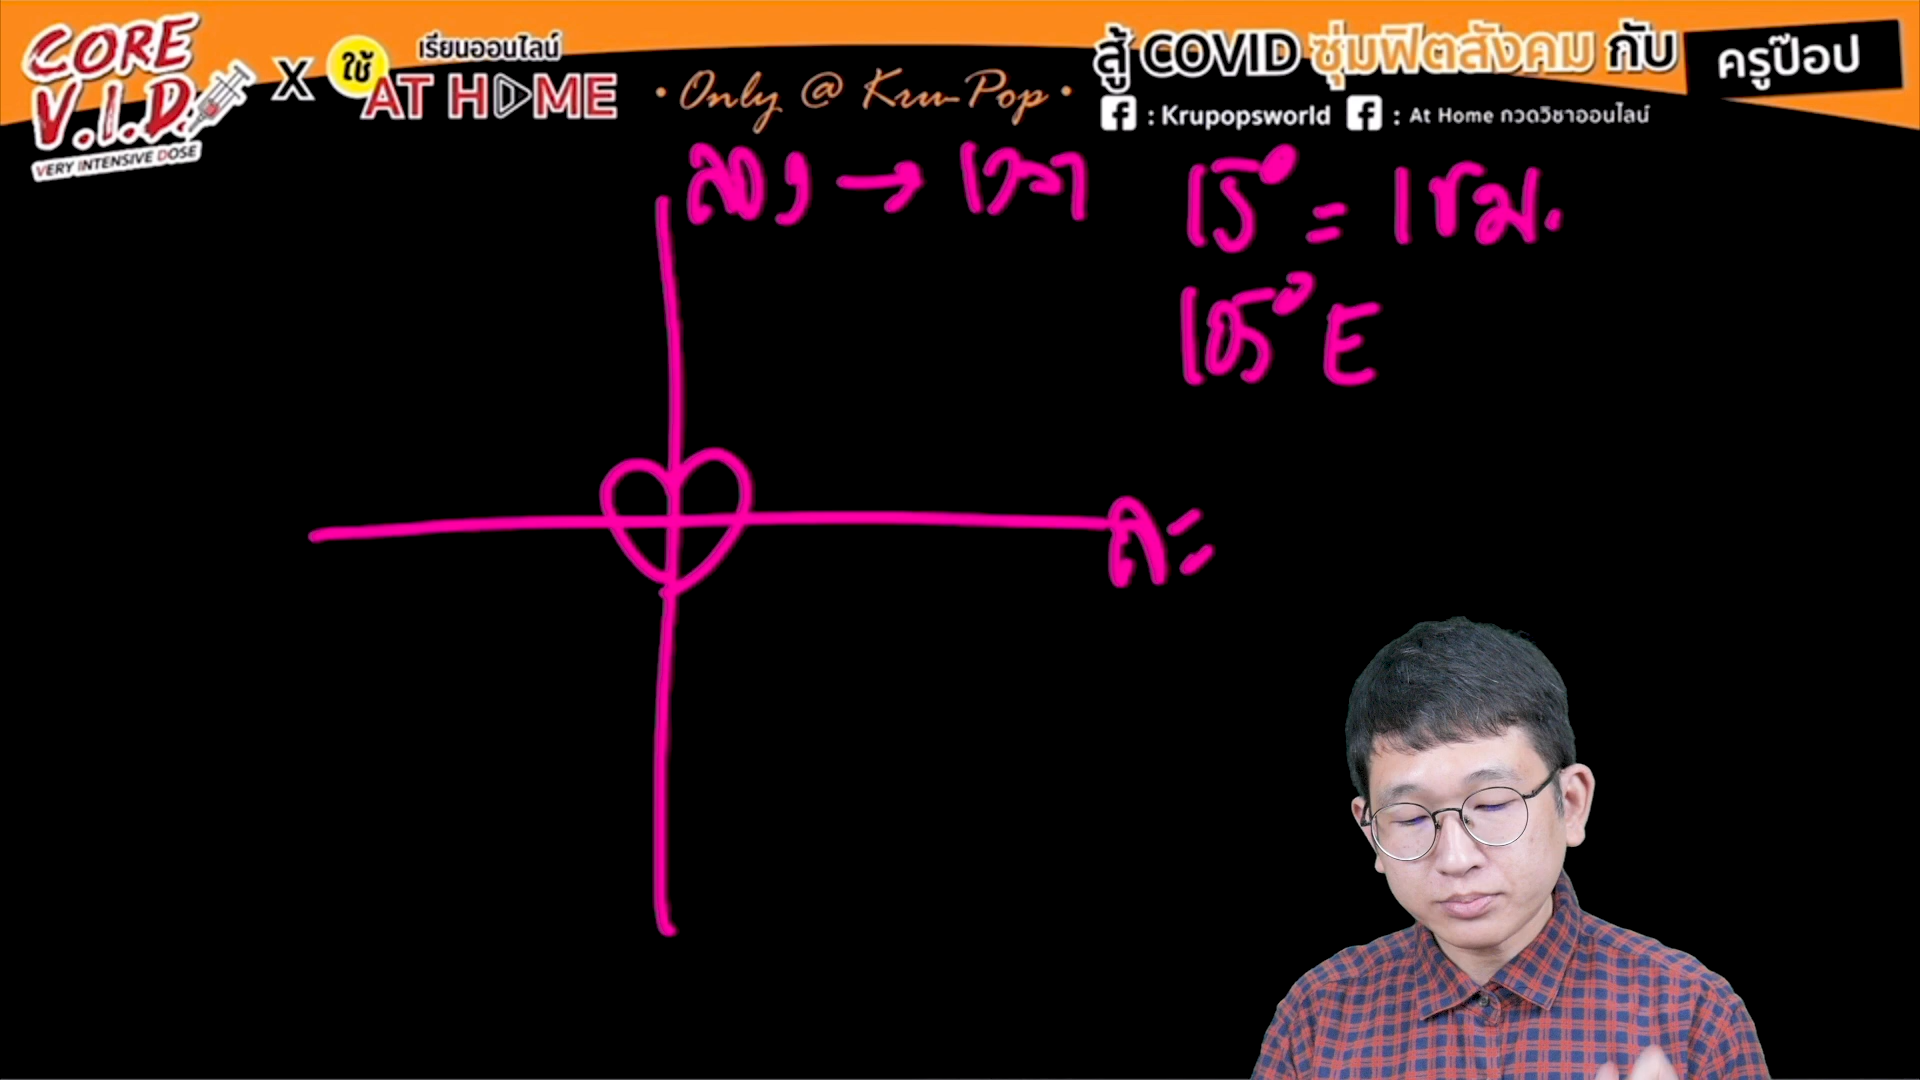 CORE
V.I.D.
VERY INTENSIVE DOSE
X
ใช้
เรียนออนไลน์
AT HOME
• Only @ Kru-Pop •
สู้ COVID ซุ่มฟิตสังคม กับ ครูป๊อป
: Krupopsworld : At Home กวดวิชาออนไลน์
ลอง → เวลา 15° = 1 ชม.
105° E
ละ